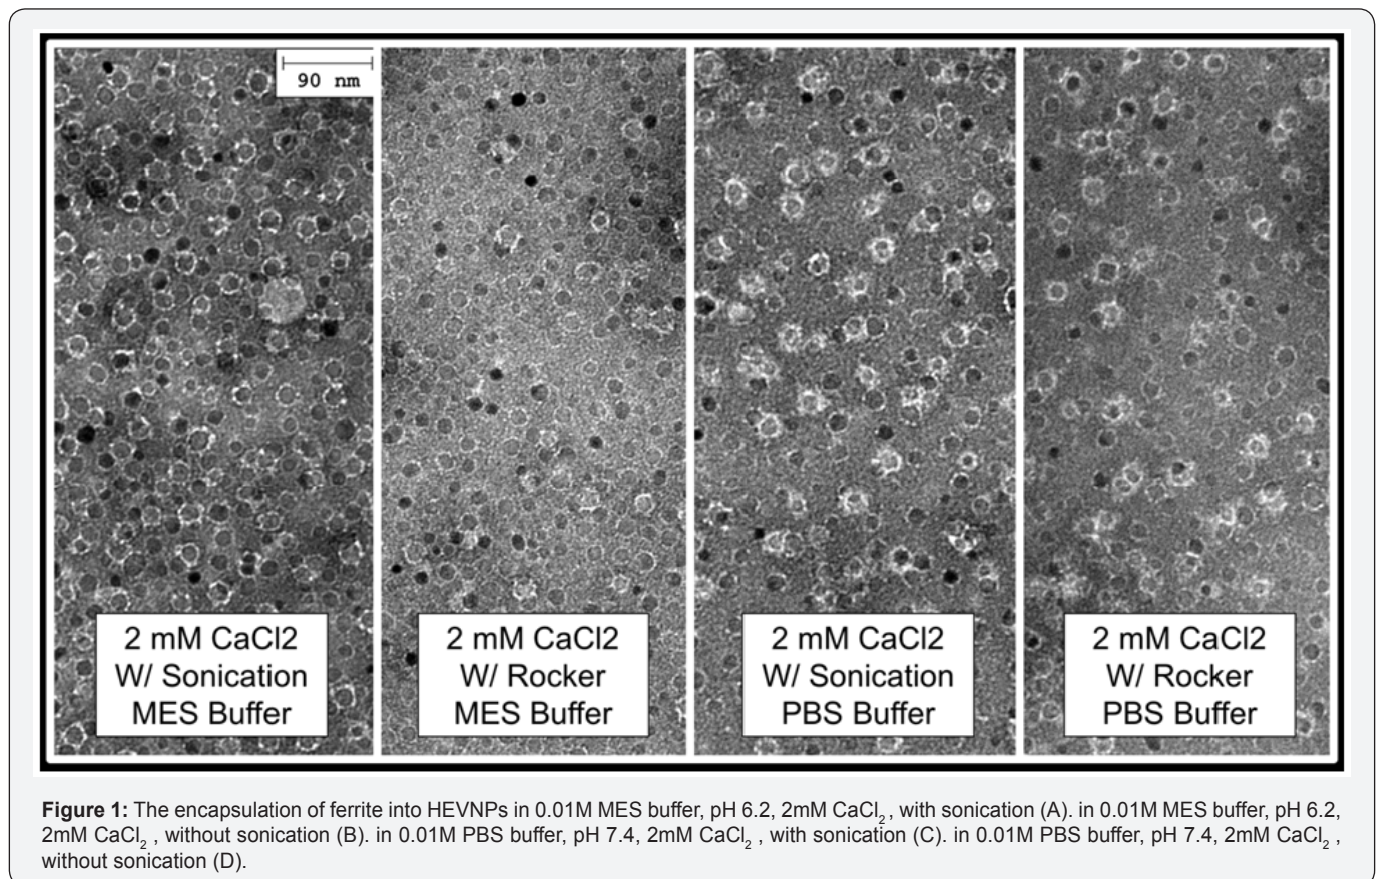 90 nm
2 mM CaCl2
W/ Sonication
MES Buffer
2 mM CaCl2
W/ Rocker
MES Buffer
2 mM CaCl2
W/ Sonication
PBS Buffer
2 mM CaCl2
W/ Rocker
PBS Buffer
Figure 1: The encapsulation of ferrite into HEVNPs in 0.01M MES buffer, pH 6.2, 2mM CaCl₂, with sonication (A). in 0.01M MES buffer, pH 6.2,
2mM CaCl₂ , without sonication (B). in 0.01M PBS buffer, pH 7.4, 2mM CaCl₂ , with sonication (C). in 0.01M PBS buffer, pH 7.4, 2mM CaCl₂ ,
without sonication (D).